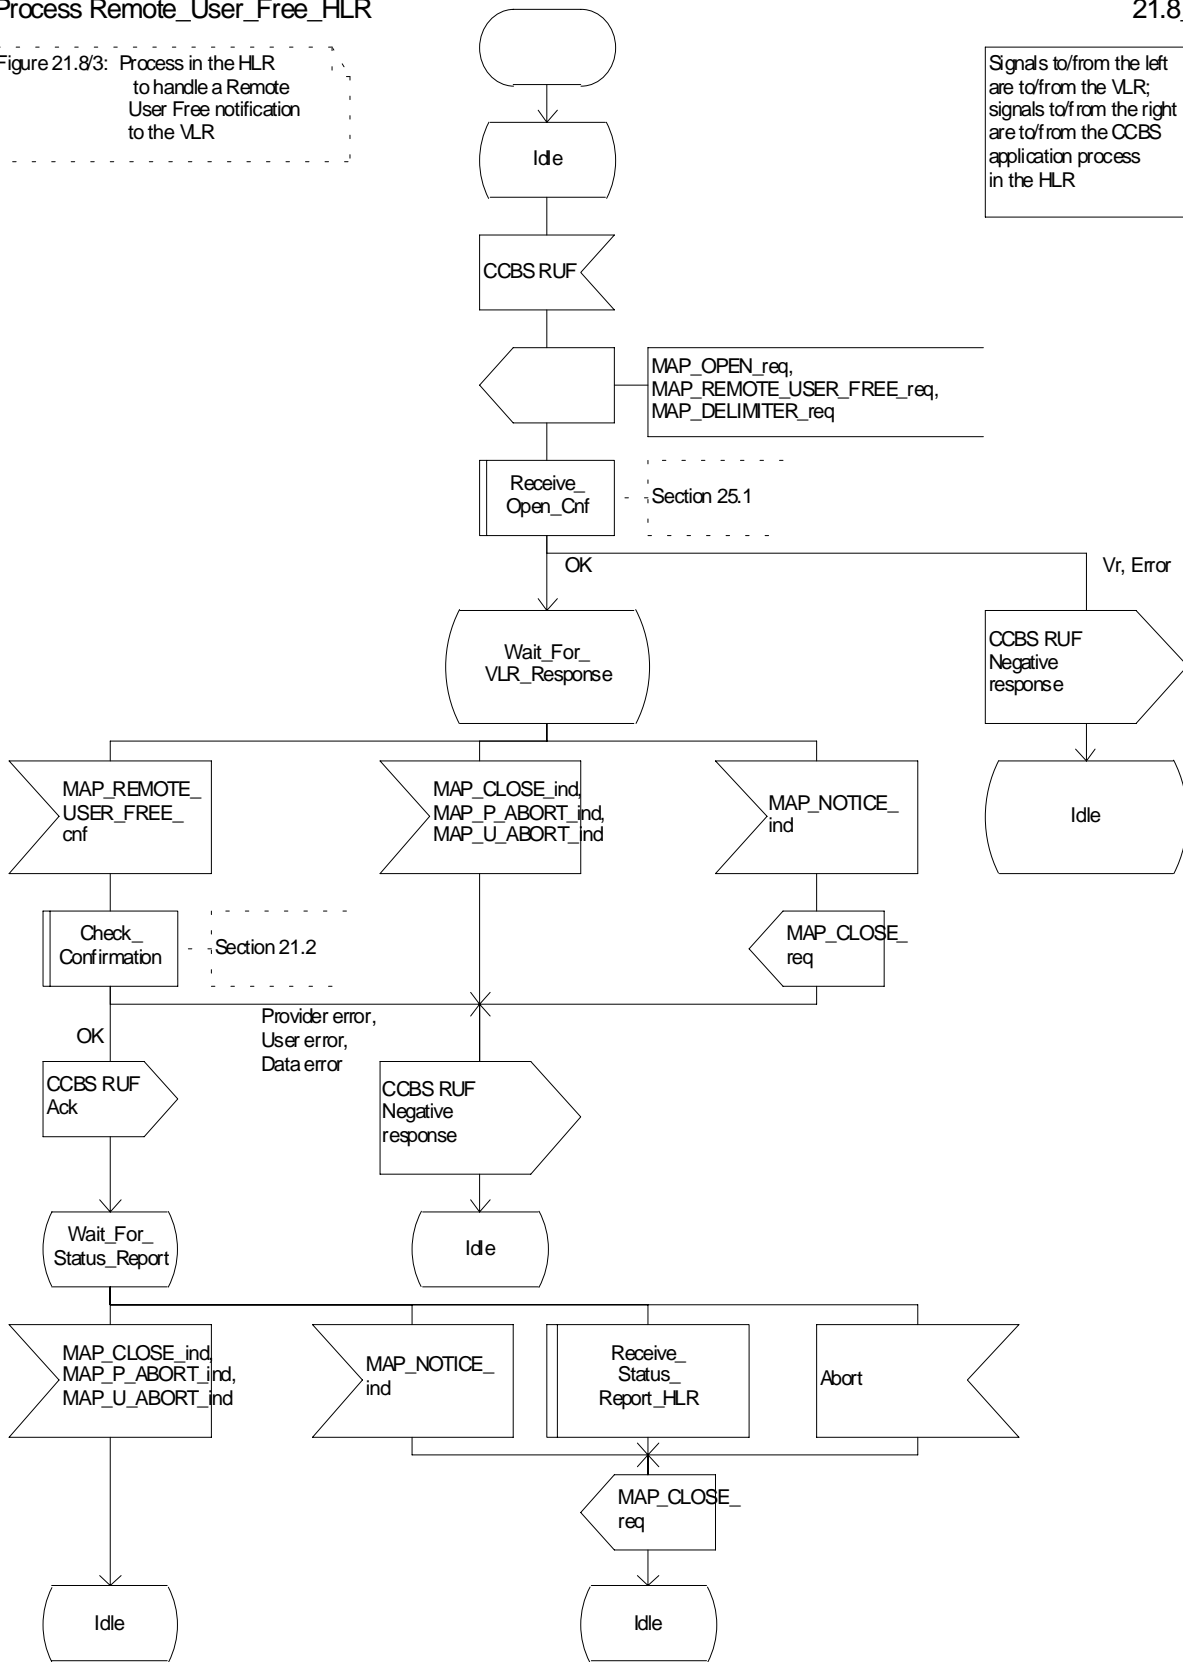 Process Remote_User_Free_HLR
21.8_
Figure 21.8/3: Process in the HLR
to handle a Remote
User Free notification
to the VLR
Signals to/from the left
are to/from the VLR;
signals to/from the right
are to/from the CCBS
application process
in the HLR
Idle
CCBS RUF
MAP_OPEN_req,
MAP_REMOTE_USER_FREE_req,
MAP_DELIMITER_req
Receive_
Open_Cnf
Section 25.1
OK
Vr, Error
Wait_For_
VLR_Response
CCBS RUF
Negative
response
MAP_REMOTE_
USER_FREE_
cnf
MAP_CLOSE_ind,
MAP_P_ABORT_ind,
MAP_U_ABORT_ind
MAP_NOTICE_
ind
Idle
Check_
Confirmation
Section 21.2
MAP_CLOSE_
req
OK
Provider error,
User error,
Data error
CCBS RUF
Ack
CCBS RUF
Negative
response
Wait_For_
Status_Report
Idle
MAP_CLOSE_ind,
MAP_P_ABORT_ind,
MAP_U_ABORT_ind
MAP_NOTICE_
ind
Receive_
Status_
Report_HLR
Abort
MAP_CLOSE_
req
Idle
Idle